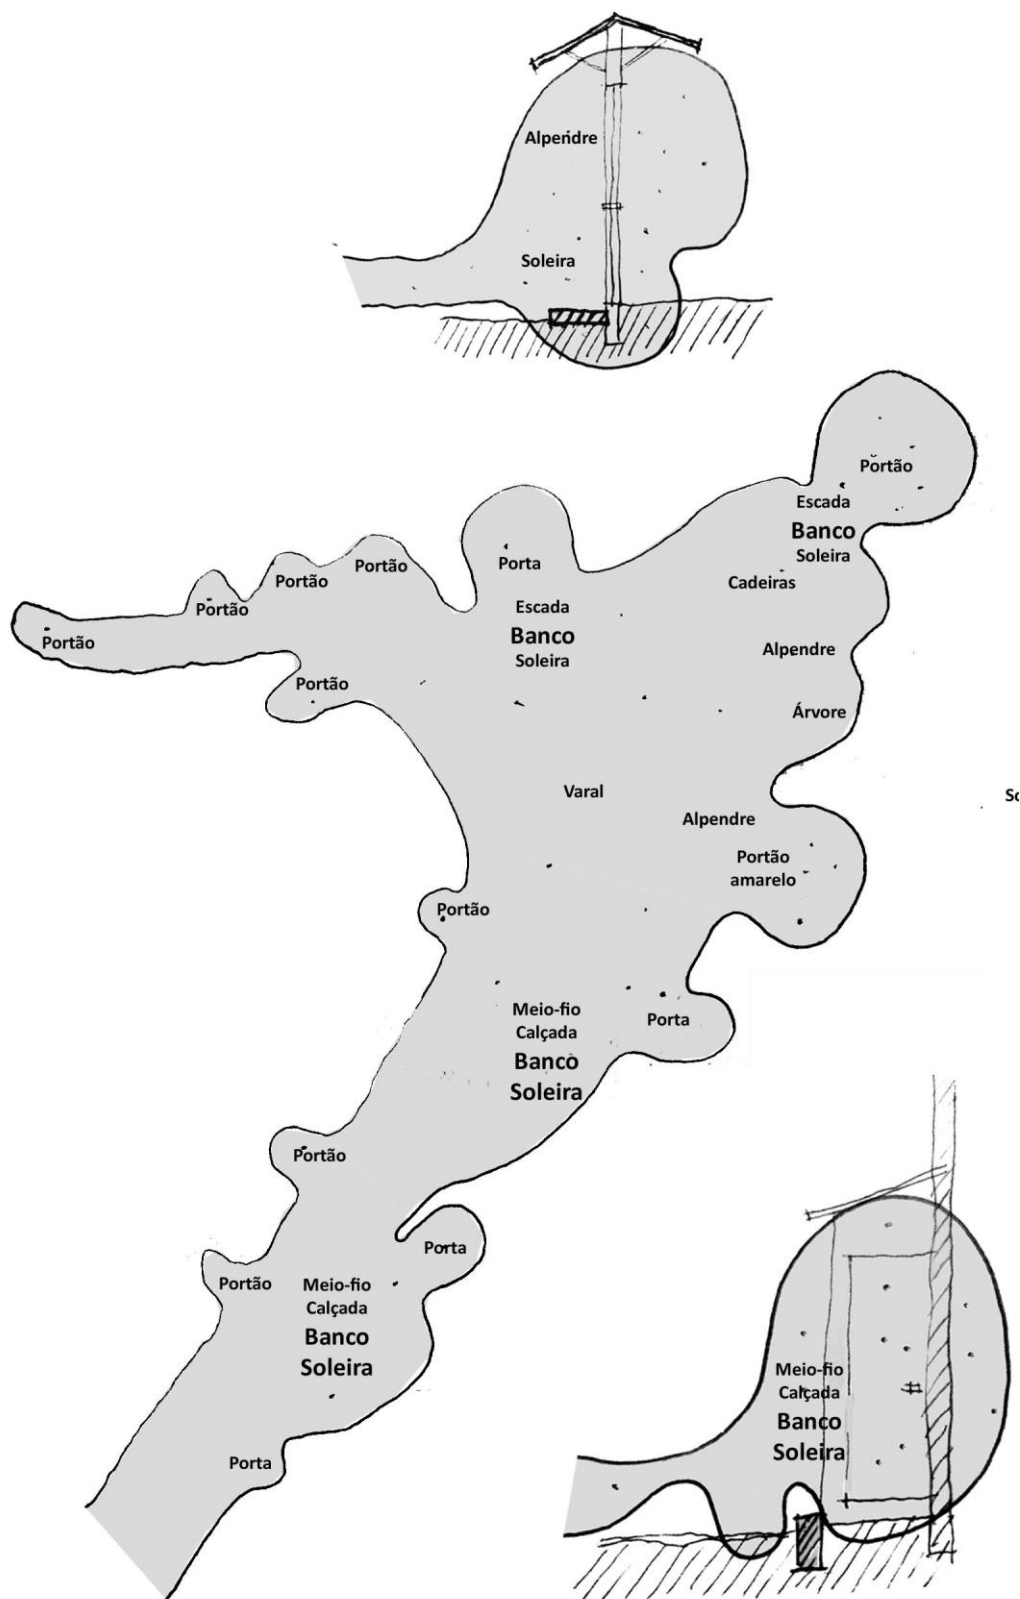 Alpendre
Soleira
Portão
Escada
Banco
Soleira
Cadeiras
Porta
Escada
Banco
Soleira
Portão
Portão
Portão
Portão
Portão
Alpendre
Árvore
Varal
Alpendre
Portão
amarelo
Portão
Meio-fio
Calçada
Banco
Soleira
Porta
Portão
Porta
Portão
Meio-fio
Calçada
Banco
Soleira
Porta
Meio-fio
Calçada
Banco
Soleira